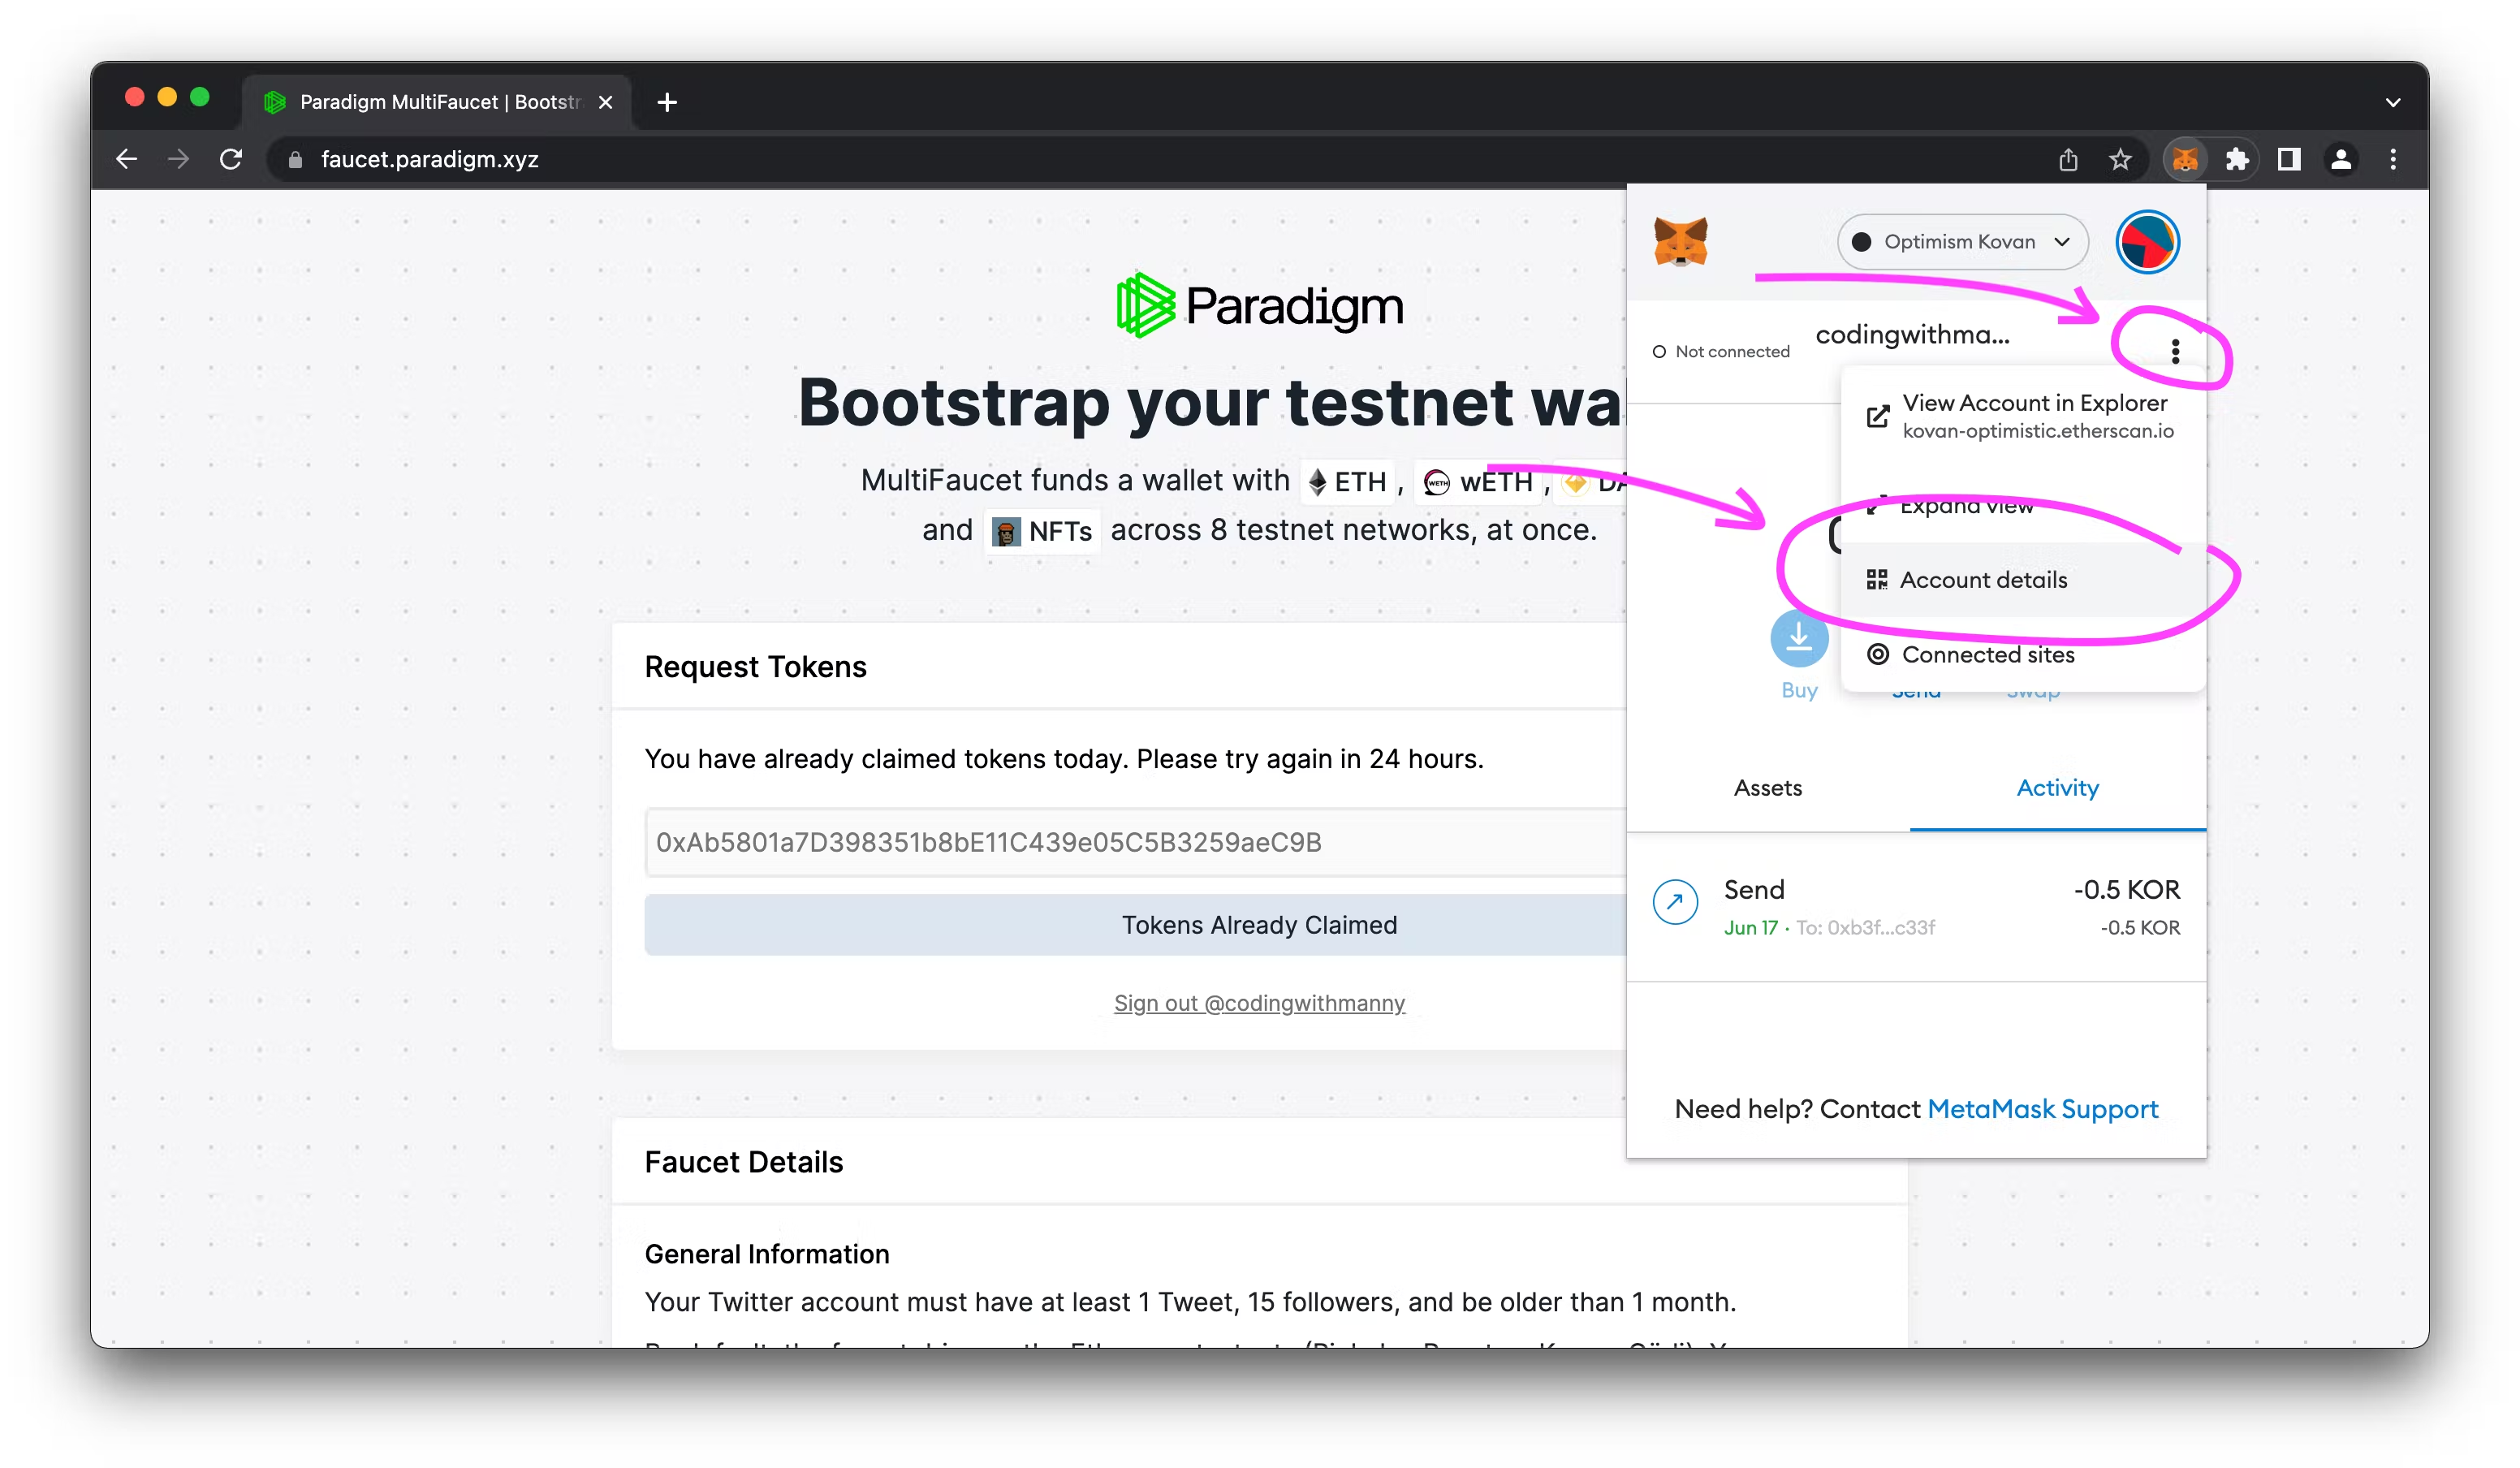 Paradigm MultiFaucet | Bootstr
faucet.paradigm.xyz
Paradigm
Bootstrap your testnet wa
MultiFaucet funds a wallet with ETH, wETH, DA
and NFTs across 8 testnet networks, at once.
Request Tokens
You have already claimed tokens today. Please try again in 24 hours.
0xAb5801a7D398351b8bE11C439e05C5B3259aeC9B
Tokens Already Claimed
Sign out @codingwithmanny
Faucet Details
General Information
Your Twitter account must have at least 1 Tweet, 15 followers, and be older than 1 month.
Optimism Kovan
Not connected
codingwithma...
View Account in Explorer
kovan-optimistic.etherscan.io
Expand view
Account details
Connected sites
Buy
Send
Swap
Assets
Activity
Send
-0.5 KOR
Jun 17 · To: 0xb3f...c33f
-0.5 KOR
Need help? Contact MetaMask Support